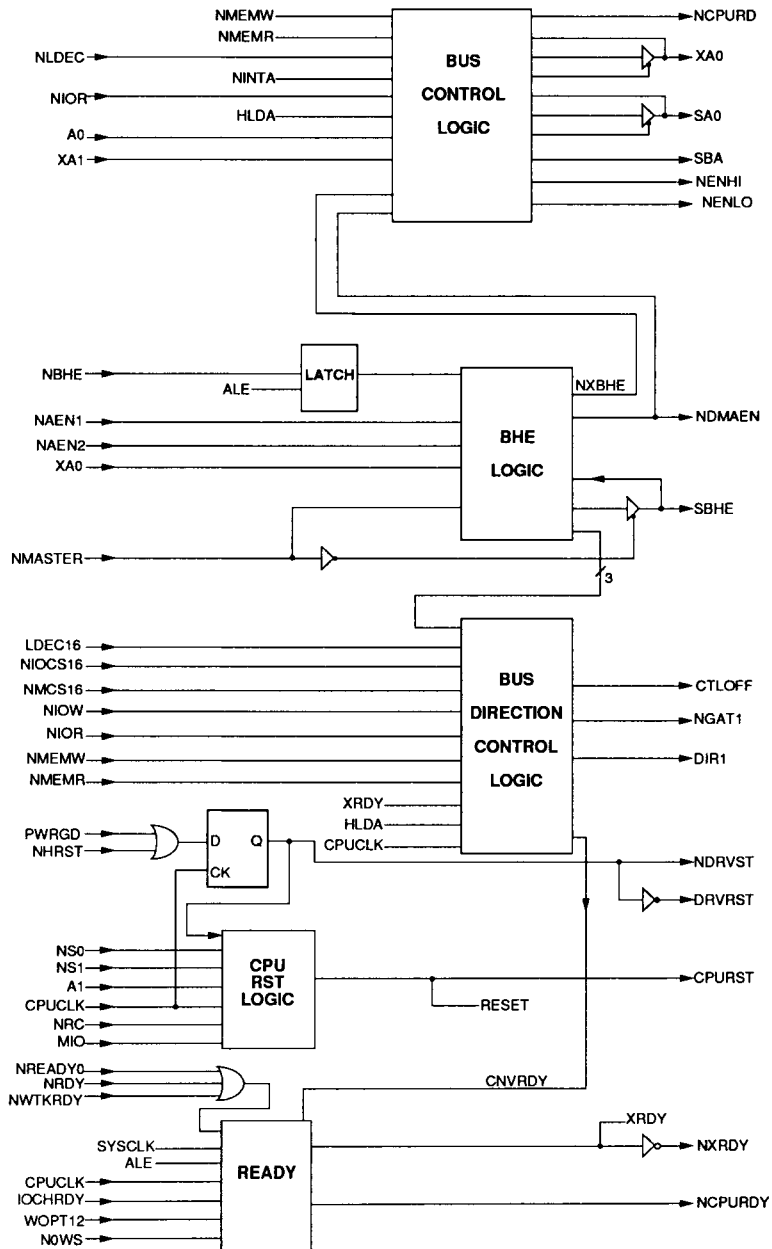 NMEMW
NMEMR
NLDEC
NINTA
NIOR
HLDA
A0
XA1
BUS
CONTROL
LOGIC
NCPURD
XA0
SA0
SBA
NENHI
NENLO
NBHE
ALE
LATCH
NAEN1
NAEN2
XA0
NMASTER
BHE
LOGIC
NXBHE
NDMAEN
SBHE
3
LDEC16
NIOCS16
NMCS16
NIOW
NIOR
NMEMW
NMEMR
XRDY
HLDA
CPUCLK
BUS
DIRECTION
CONTROL
LOGIC
CTLOFF
NGAT1
DIR1
PWRGD
NHRST
D Q
CK
NDRVST
DRVRST
NS0
NS1
A1
CPUCLK
NRC
MIO
CPU
RST
LOGIC
CPURST
RESET
NREADY0
NRDY
NWTKRDY
CNVRDY
SYSCLK
ALE
CPUCLK
IOCHRDY
WOPT12
N0WS
READY
XRDY
NXRDY
NCPURDY